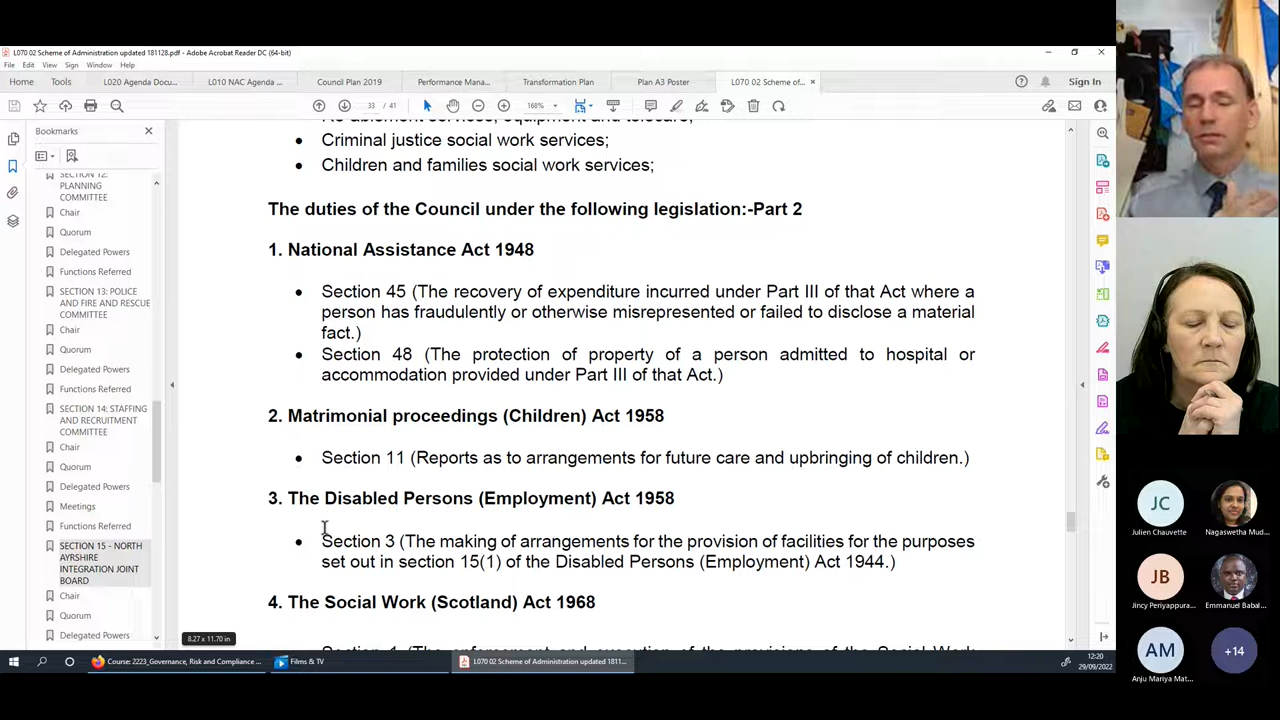 L070 02 Scheme of Administration updated 181128.pdf - Adobe Acrobat Reader DC (64-bit)
File Edit View Sign Window Help
Home Tools L020 Agenda Docu... L010 NAC Agenda ... Council Plan 2019 Performance Mana... Transformation Plan Plan A3 Poster L070 02 Scheme of... × Sign In
33 / 41 168%
Bookmarks
SECTION 12:
PLANNING
COMMITTEE
Chair
Quorum
Delegated Powers
Functions Referred
SECTION 13: POLICE
AND FIRE AND RESCUE
COMMITTEE
Chair
Quorum
Delegated Powers
Functions Referred
SECTION 14: STAFFING
AND RECRUITMENT
COMMITTEE
Chair
Quorum
Delegated Powers
Meetings
Functions Referred
SECTION 15 - NORTH
AYRSHIRE
INTEGRATION JOINT
BOARD
Chair
Quorum
Delegated Powers
8.27 x 11.70 in
• Criminal justice social work services;
• Children and families social work services;
The duties of the Council under the following legislation:-Part 2
1. National Assistance Act 1948
• Section 45 (The recovery of expenditure incurred under Part III of that Act where a
person has fraudulently or otherwise misrepresented or failed to disclose a material
fact.)
• Section 48 (The protection of property of a person admitted to hospital or
accommodation provided under Part III of that Act.)
2. Matrimonial proceedings (Children) Act 1958
• Section 11 (Reports as to arrangements for future care and upbringing of children.)
3. The Disabled Persons (Employment) Act 1958
• Section 3 (The making of arrangements for the provision of facilities for the purposes
set out in section 15(1) of the Disabled Persons (Employment) Act 1944.)
4. The Social Work (Scotland) Act 1968
Course: 2223_Governance, Risk and Compliance ... Films & TV L070 02 Scheme of Administration updated 1811...
12:20
29/09/2022
JC
Julien Chauvette
Nagaswetha Mud...
JB
Jincy Periyappura...
Emmanuel Babal...
AM
Anju Mariya Mat...
+14